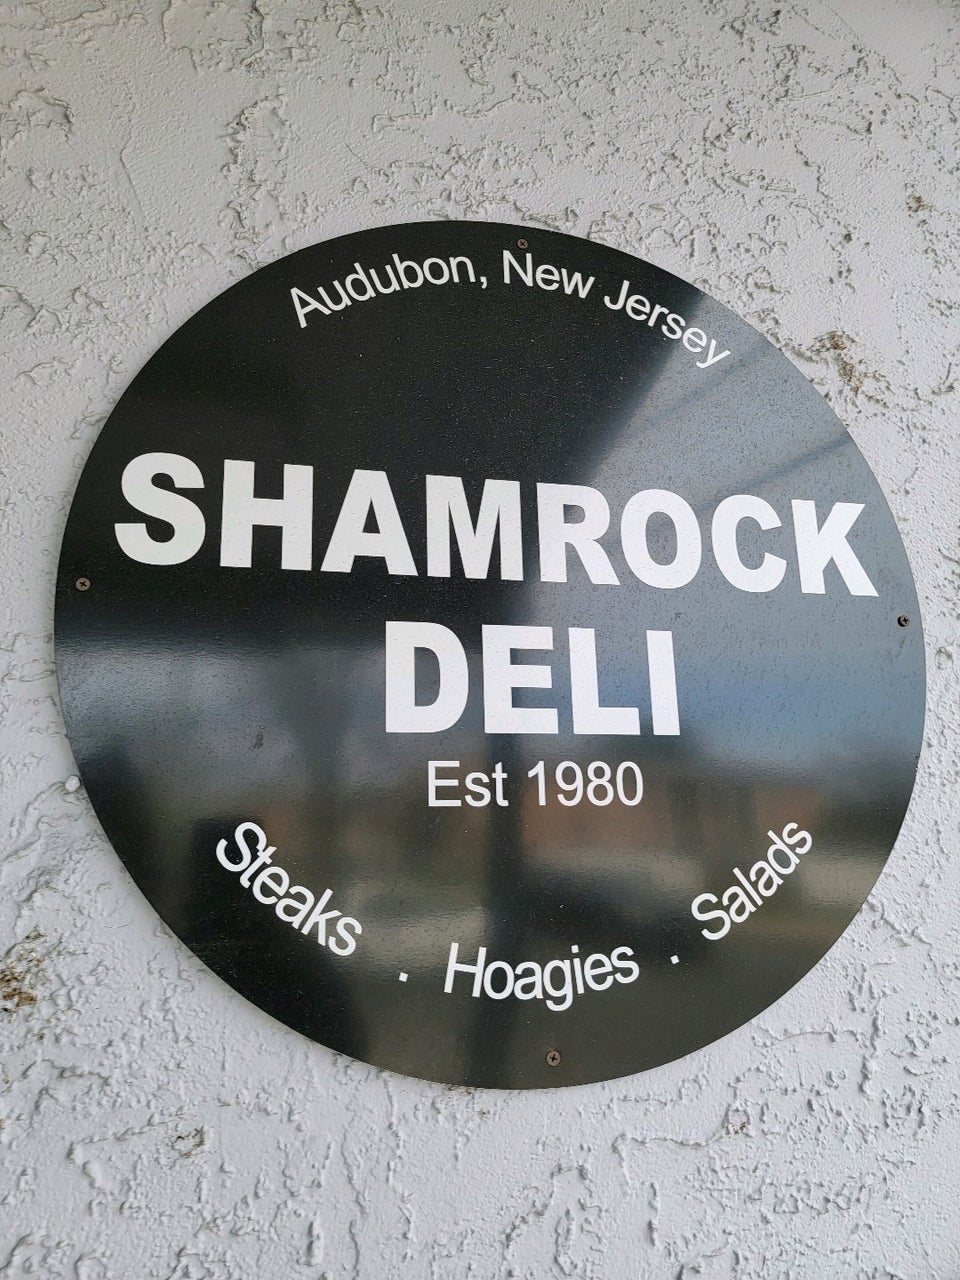 Audubon, New Jersey
SHAMROCK
DELI
Est 1980
Steaks . Hoagies . Salads